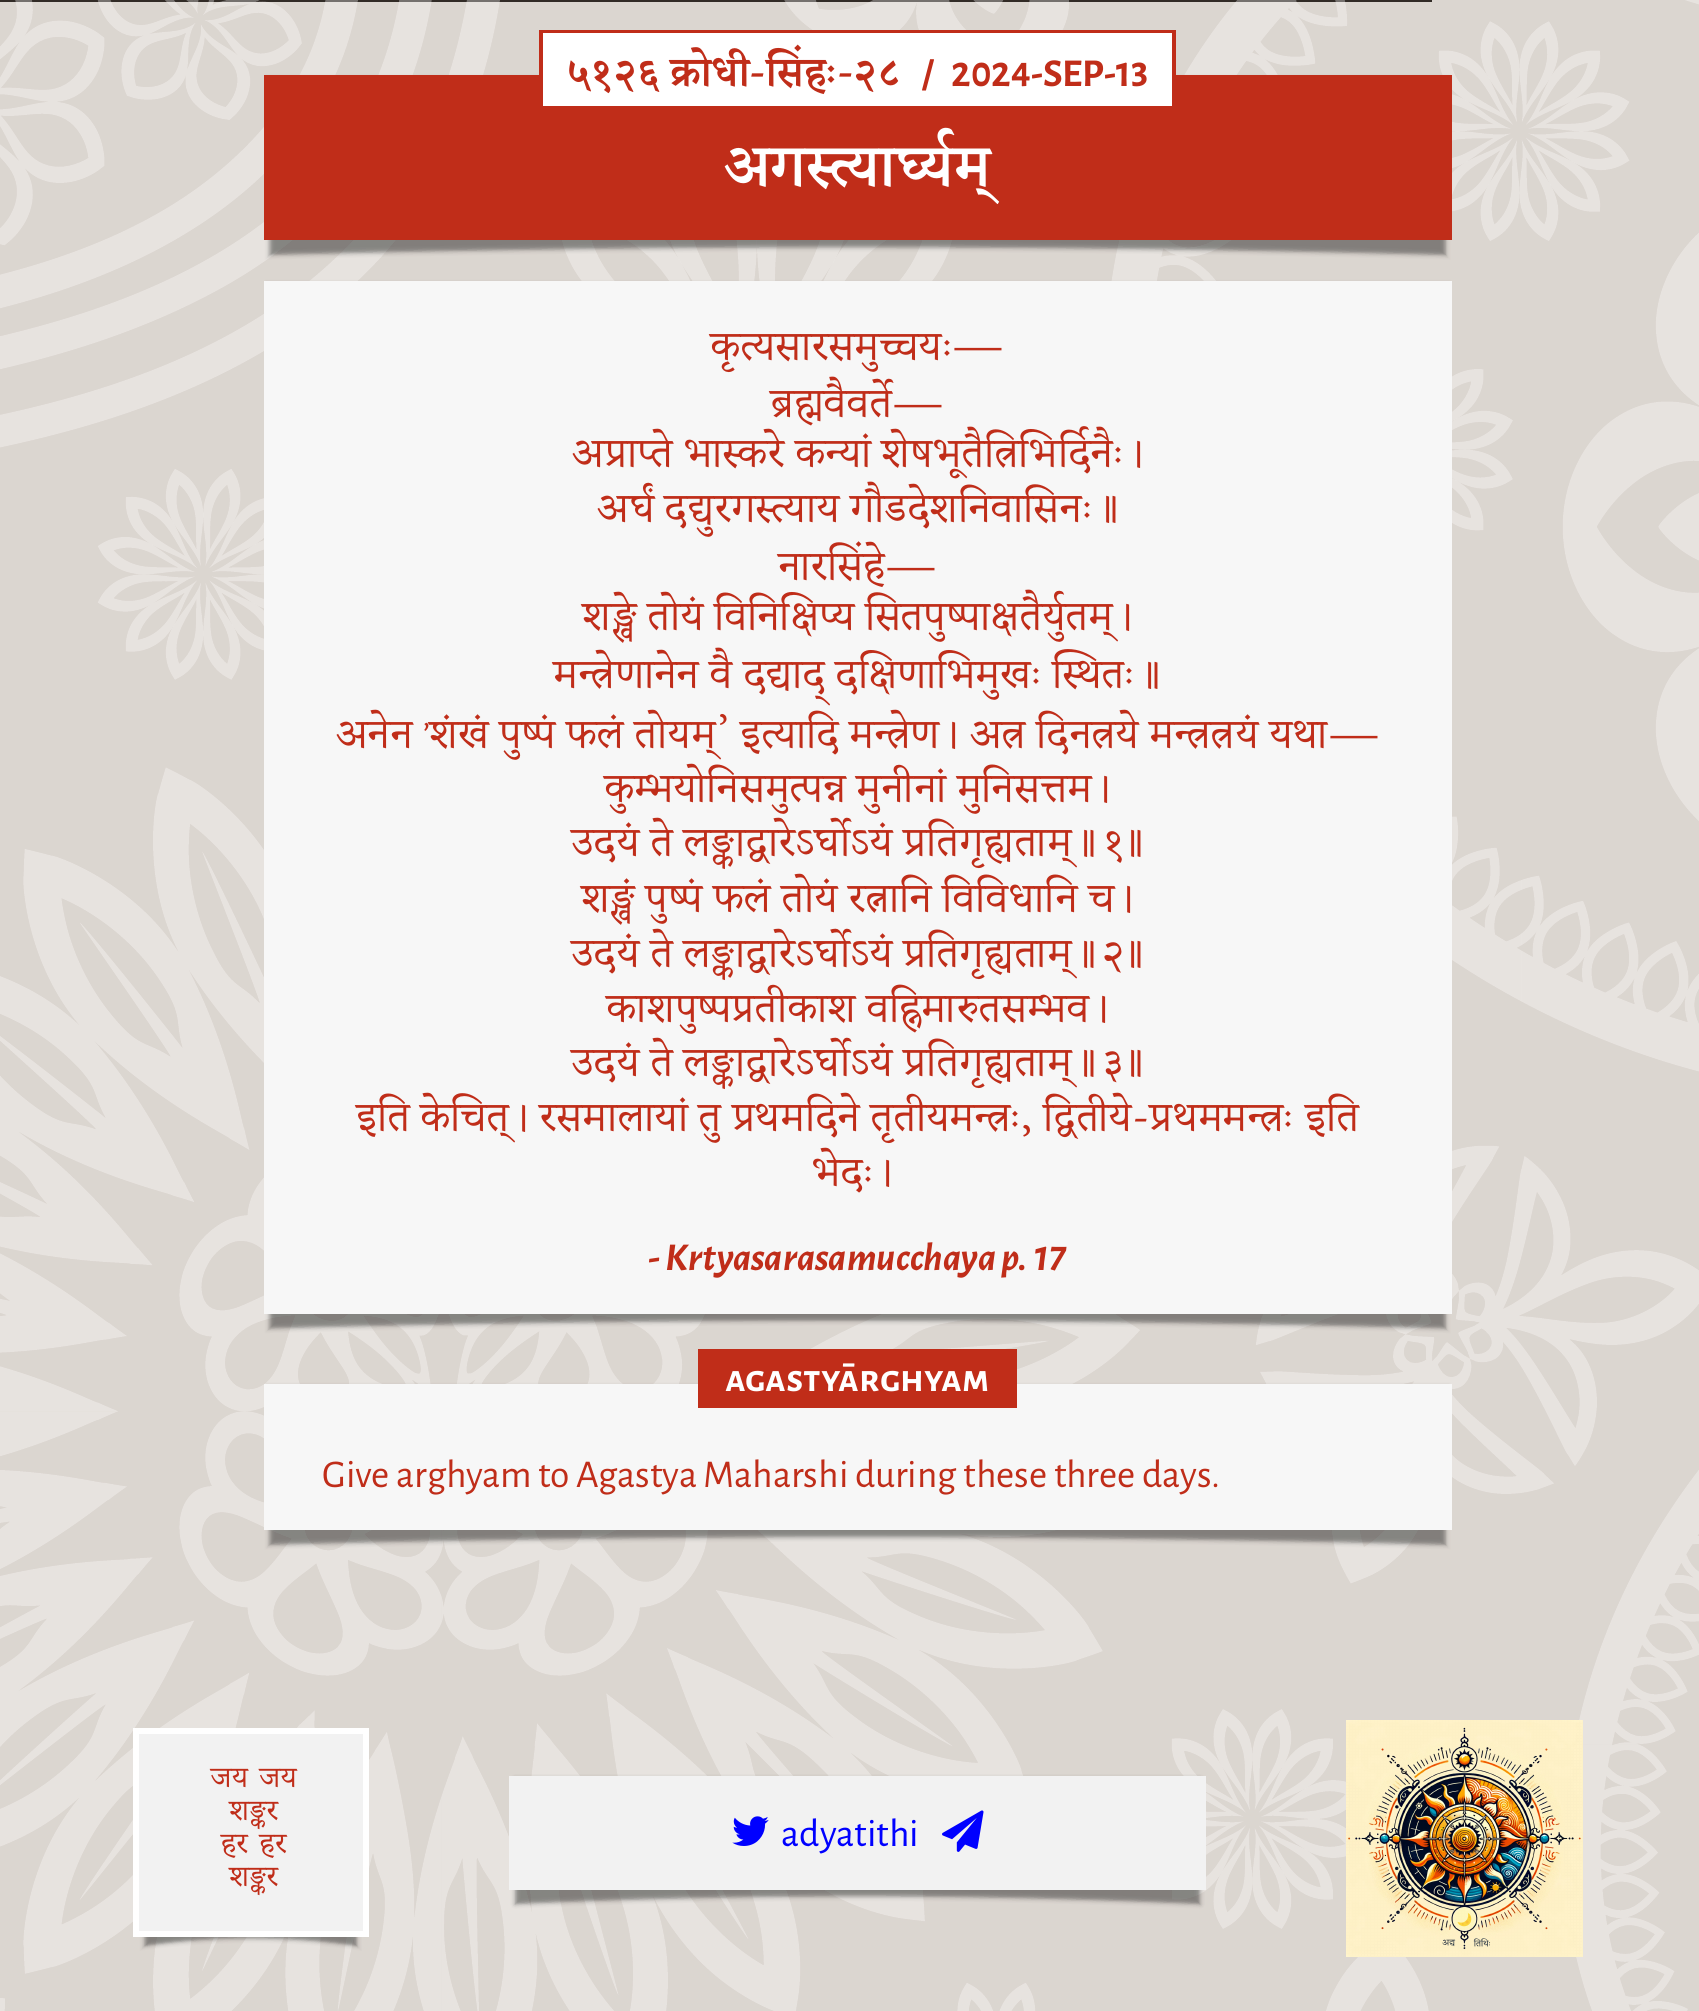 ५१२६ क्रोधी-सिंहः-२८ / 2024-SEP-13
अगस्त्यार्घ्यम्
कृत्यसारसमुच्चयः—
ब्रह्मवैवर्ते—
अप्राप्ते भास्करे कन्यां शेषभूतैत्रिभिर्दिनैः।
अर्घं दद्युरगस्त्याय गौडदेशनिवासिनः॥
नारसिंहे—
शङ्खे तोयं विनिक्षिप्य सितपुष्पाक्षतैर्युतम्।
मन्त्रेणानेन वै दद्याद् दक्षिणाभिमुखः स्थितः॥
अनेन ’शंखं पुष्पं फलं तोयम्’ इत्यादि मन्त्रेण। अत्र दिनत्रये मन्त्रत्रयं यथा—
कुम्भयोनिसमुत्पन्न मुनीनां मुनिसत्तम।
उदयं ते लङ्काद्वारेऽर्घोऽयं प्रतिगृह्यताम्॥१॥
शङ्खं पुष्पं फलं तोयं रत्नानि विविधानि च।
उदयं ते लङ्काद्वारेऽर्घोऽयं प्रतिगृह्यताम्॥२॥
काशपुष्पप्रतीकाश वह्निमारुतसम्भव।
उदयं ते लङ्काद्वारेऽर्घोऽयं प्रतिगृह्यताम्॥३॥
इति केचित्। रसमालायां तु प्रथमदिने तृतीयमन्त्रः, द्वितीये-प्रथममन्त्रः इति
भेदः।
- Krtyasarasamucchaya p. 17
AGASTYĀRGHYAM
Give arghyam to Agastya Maharshi during these three days.
जय जय
शङ्कर
हर हर
शङ्कर
adyatithi
अद्य तिथिः